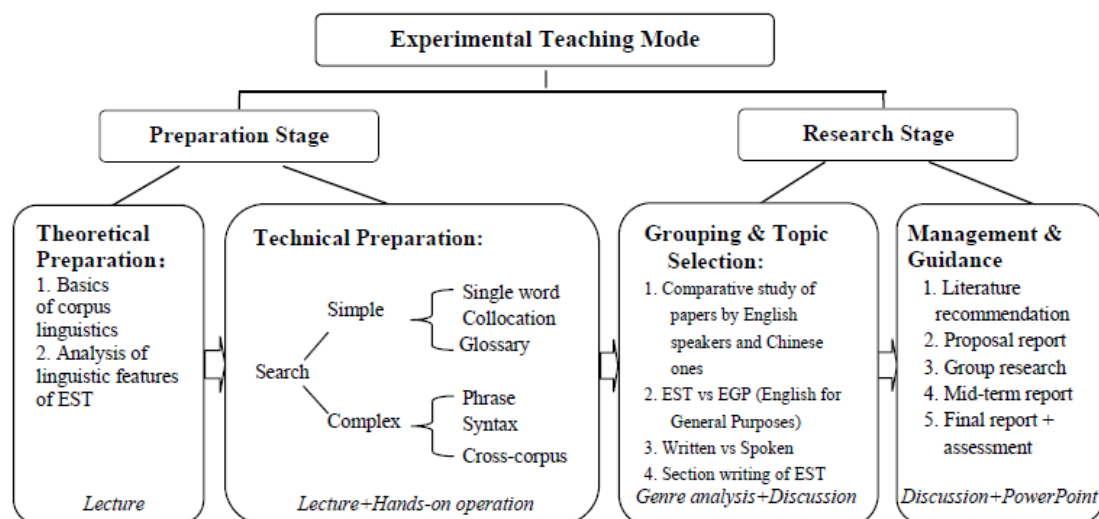 Experimental Teaching Mode
Preparation Stage
Research Stage
Theoretical
Preparation：
1. Basics
of corpus
linguistics
2. Analysis of
linguistic features
of EST
Lecture
Technical Preparation:
Search
Simple
Single word
Collocation
Glossary
Complex
Phrase
Syntax
Cross-corpus
Lecture+Hands-on operation
Grouping & Topic
Selection:
1. Comparative study of
papers by English
speakers and Chinese
ones
2. EST vs EGP (English for
General Purposes)
3. Written vs Spoken
4. Section writing of EST
Genre analysis+Discussion
Management &
Guidance
1. Literature
recommendation
2. Proposal report
3. Group research
4. Mid-term report
5. Final report +
assessment
Discussion+PowerPoint